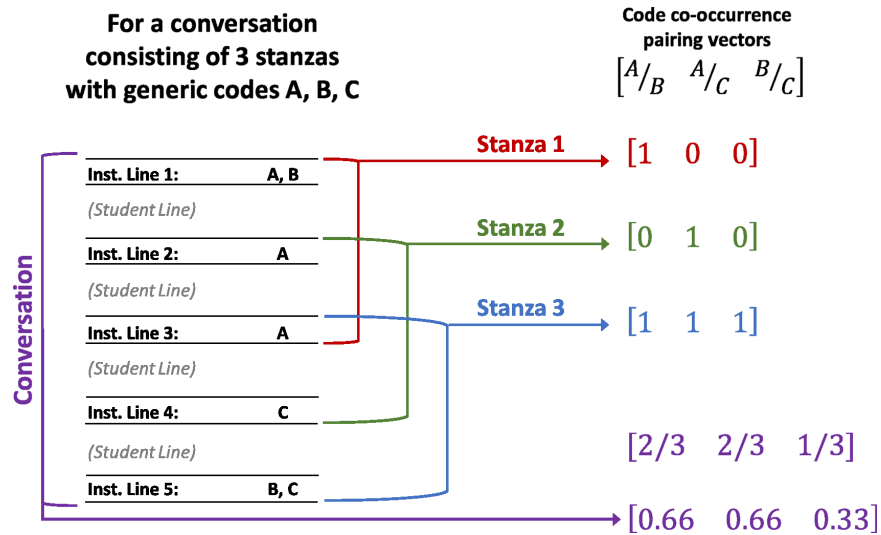 For a conversation
consisting of 3 stanzas
with generic codes A, B, C
Code co-occurrence
pairing vectors
[A/B A/C B/C]
Conversation
Inst. Line 1: A, B
(Student Line)
Inst. Line 2: A
(Student Line)
Inst. Line 3: A
(Student Line)
Inst. Line 4: C
(Student Line)
Inst. Line 5: B, C
Stanza 1 [1 0 0]
Stanza 2 [0 1 0]
Stanza 3 [1 1 1]
[2/3 2/3 1/3]
[0.66 0.66 0.33]